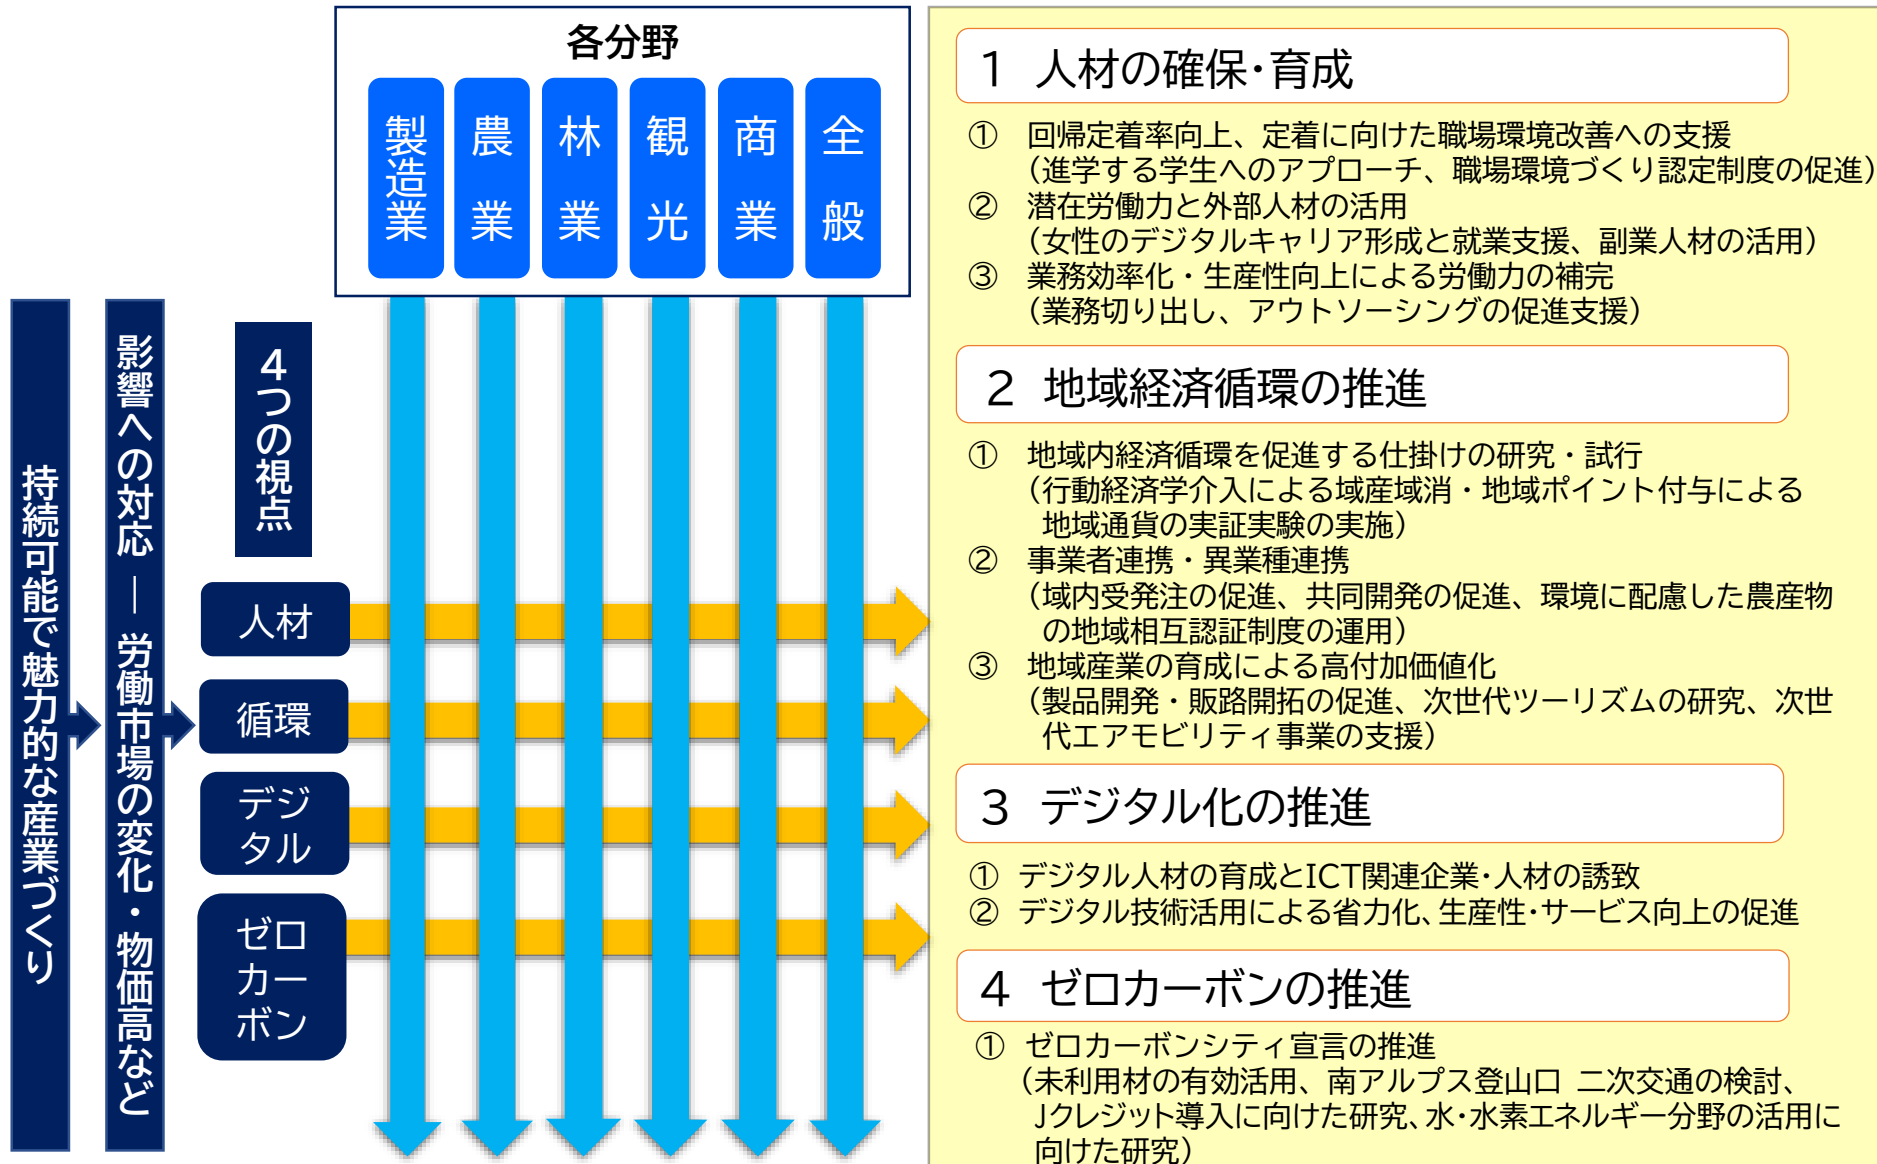 各分野
製造業
農業
林業
観光
商業
全般
持続可能で魅力的な産業づくり
影響への対応 ― 労働市場の変化・物価高など
4つの視点
人材
循環
デジ
タル
ゼロ
カー
ボン
1 人材の確保・育成
① 回帰定着率向上、定着に向けた職場環境改善への支援
（進学する学生へのアプローチ、職場環境づくり認定制度の促進）
② 潜在労働力と外部人材の活用
（女性のデジタルキャリア形成と就業支援、副業人材の活用）
③ 業務効率化・生産性向上による労働力の補完
（業務切り出し、アウトソーシングの促進支援）
2 地域経済循環の推進
① 地域内経済循環を促進する仕掛けの研究・試行
（行動経済学介入による域産域消・地域ポイント付与による
地域通貨の実証実験の実施）
② 事業者連携・異業種連携
（域内受発注の促進、共同開発の促進、環境に配慮した農産物
の地域相互認証制度の運用）
③ 地域産業の育成による高付加価値化
（製品開発・販路開拓の促進、次世代ツーリズムの研究、次世
代エアモビリティ事業の支援）
3 デジタル化の推進
① デジタル人材の育成とICT関連企業・人材の誘致
② デジタル技術活用による省力化、生産性・サービス向上の促進
4 ゼロカーボンの推進
① ゼロカーボンシティ宣言の推進
（未利用材の有効活用、南アルプス登山口 二次交通の検討、
Jクレジット導入に向けた研究、水・水素エネルギー分野の活用に
向けた研究）